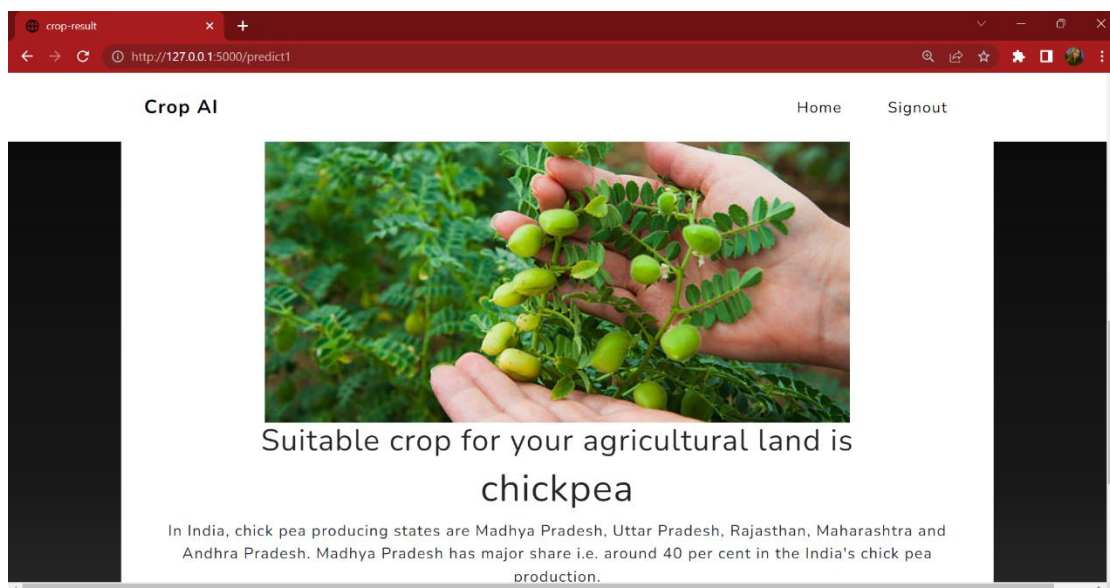 crop-result
http://127.0.0.1:5000/predict1
Crop AI
Home
Signout
Suitable crop for your agricultural land is
chickpea
In India, chick pea producing states are Madhya Pradesh, Uttar Pradesh, Rajasthan, Maharashtra and
Andhra Pradesh. Madhya Pradesh has major share i.e. around 40 per cent in the India's chick pea
production.